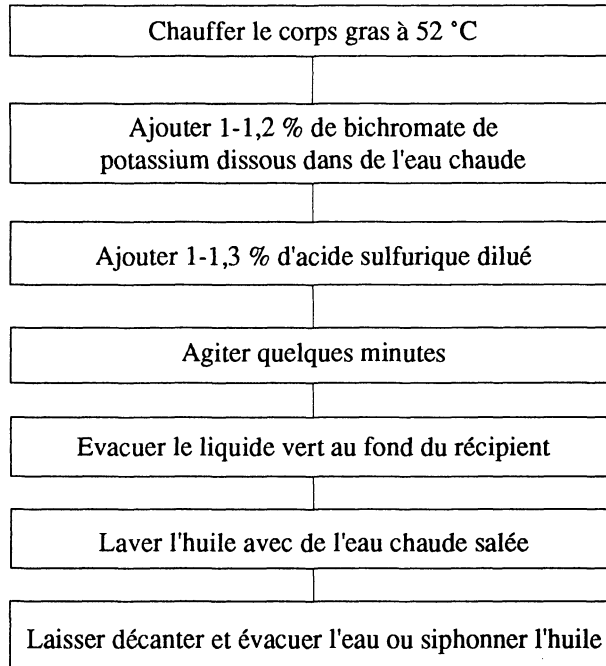 Chauffer le corps gras à 52 °C
Ajouter 1-1,2 % de bichromate de
potassium dissous dans de l'eau chaude
Ajouter 1-1,3 % d'acide sulfurique dilué
Agiter quelques minutes
Evacuer le liquide vert au fond du récipient
Laver l'huile avec de l'eau chaude salée
Laisser décanter et évacuer l'eau ou siphonner l'huile